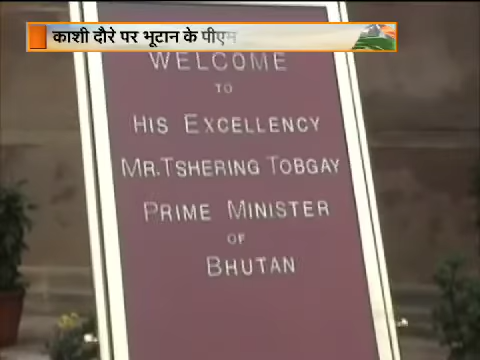 काशी दौरे पर भूटान के पीएम
WELCOME
TO
HIS EXCELLENCY
MR.TSHERING TOBGAY
PRIME MINISTER
OF
BHUTAN